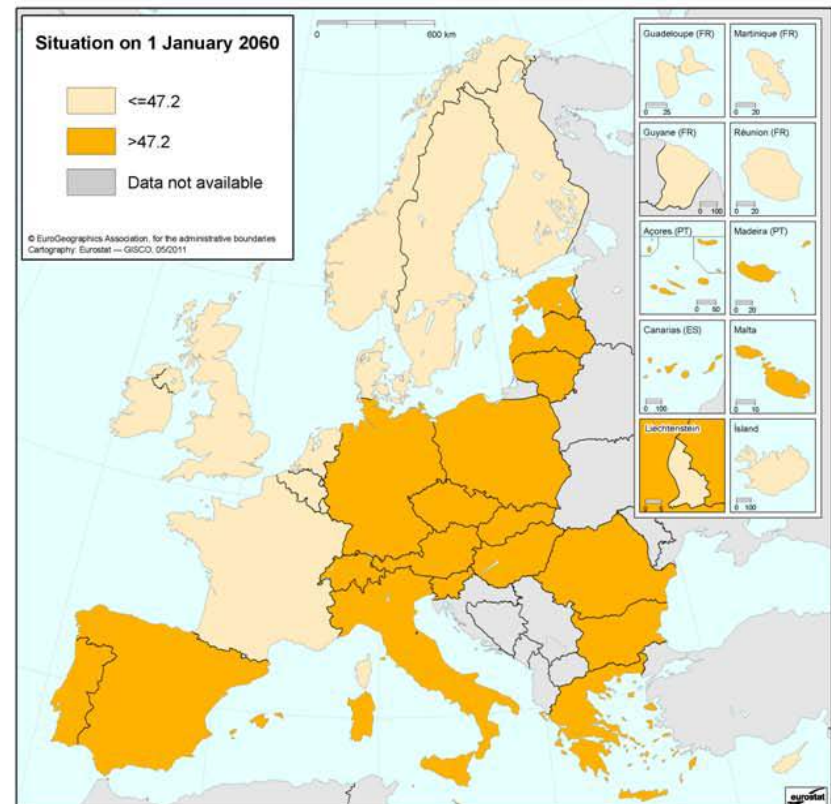 Situation on 1 January 2060
<=47.2
>47.2
Data not available
© EuroGeographics Association, for the administrative boundaries
Cartography: Eurostat — GISCO, 05/2011
0 600 km
Guadeloupe (FR)
0 25
Martinique (FR)
0 20
Guyane (FR)
0 100
Réunion (FR)
0 20
Açores (PT)
0 50
Madeira (PT)
0 20
Canarias (ES)
0 100
Malta
0 10
Liechtenstein
Ísland
0 100
eurostat